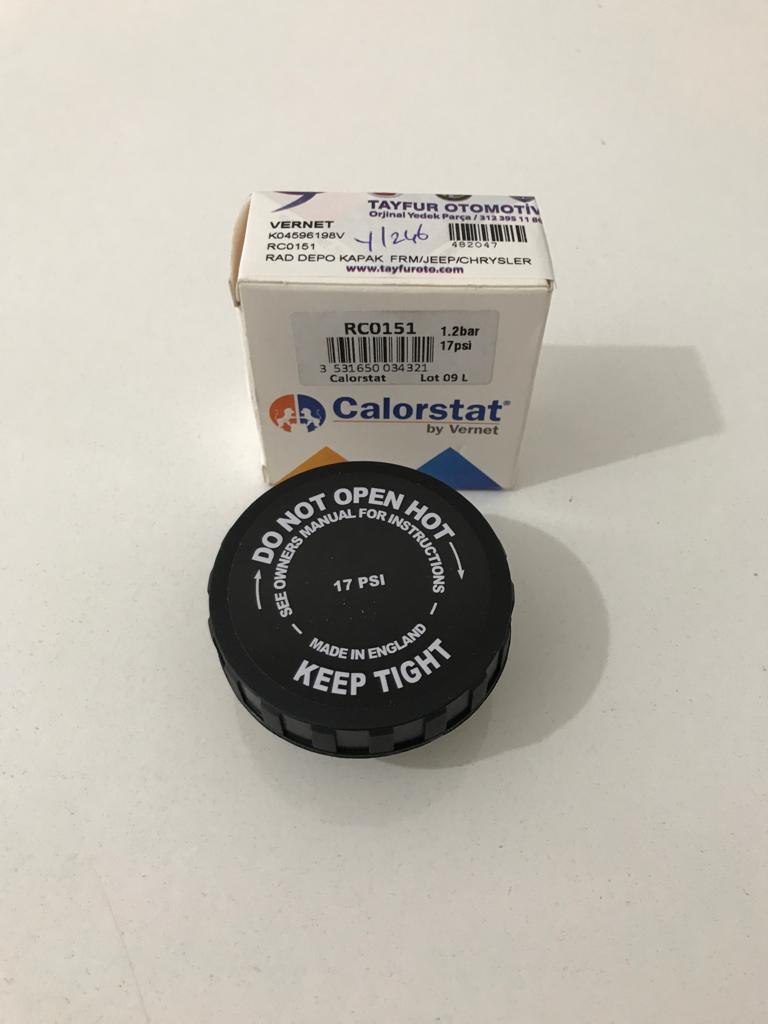 TAYFUR OTOMOTİV
Orjinal Yedek Parça / 312 395 11
VERNET
K04596198V
RC0151
482047
RAD DEPO KAPAK FRM/JEEP/CHRYSLER
www.tayfuroto.com
RC0151
1.2bar
17psi
3 531650 034321
Calorstat Lot 09 L
Calorstat®
by Vernet
DO NOT OPEN HOT
SEE OWNERS MANUAL FOR INSTRUCTIONS
17 PSI
MADE IN ENGLAND
KEEP TIGHT